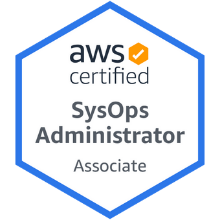 aws
certified
SysOps
Administrator
Associate